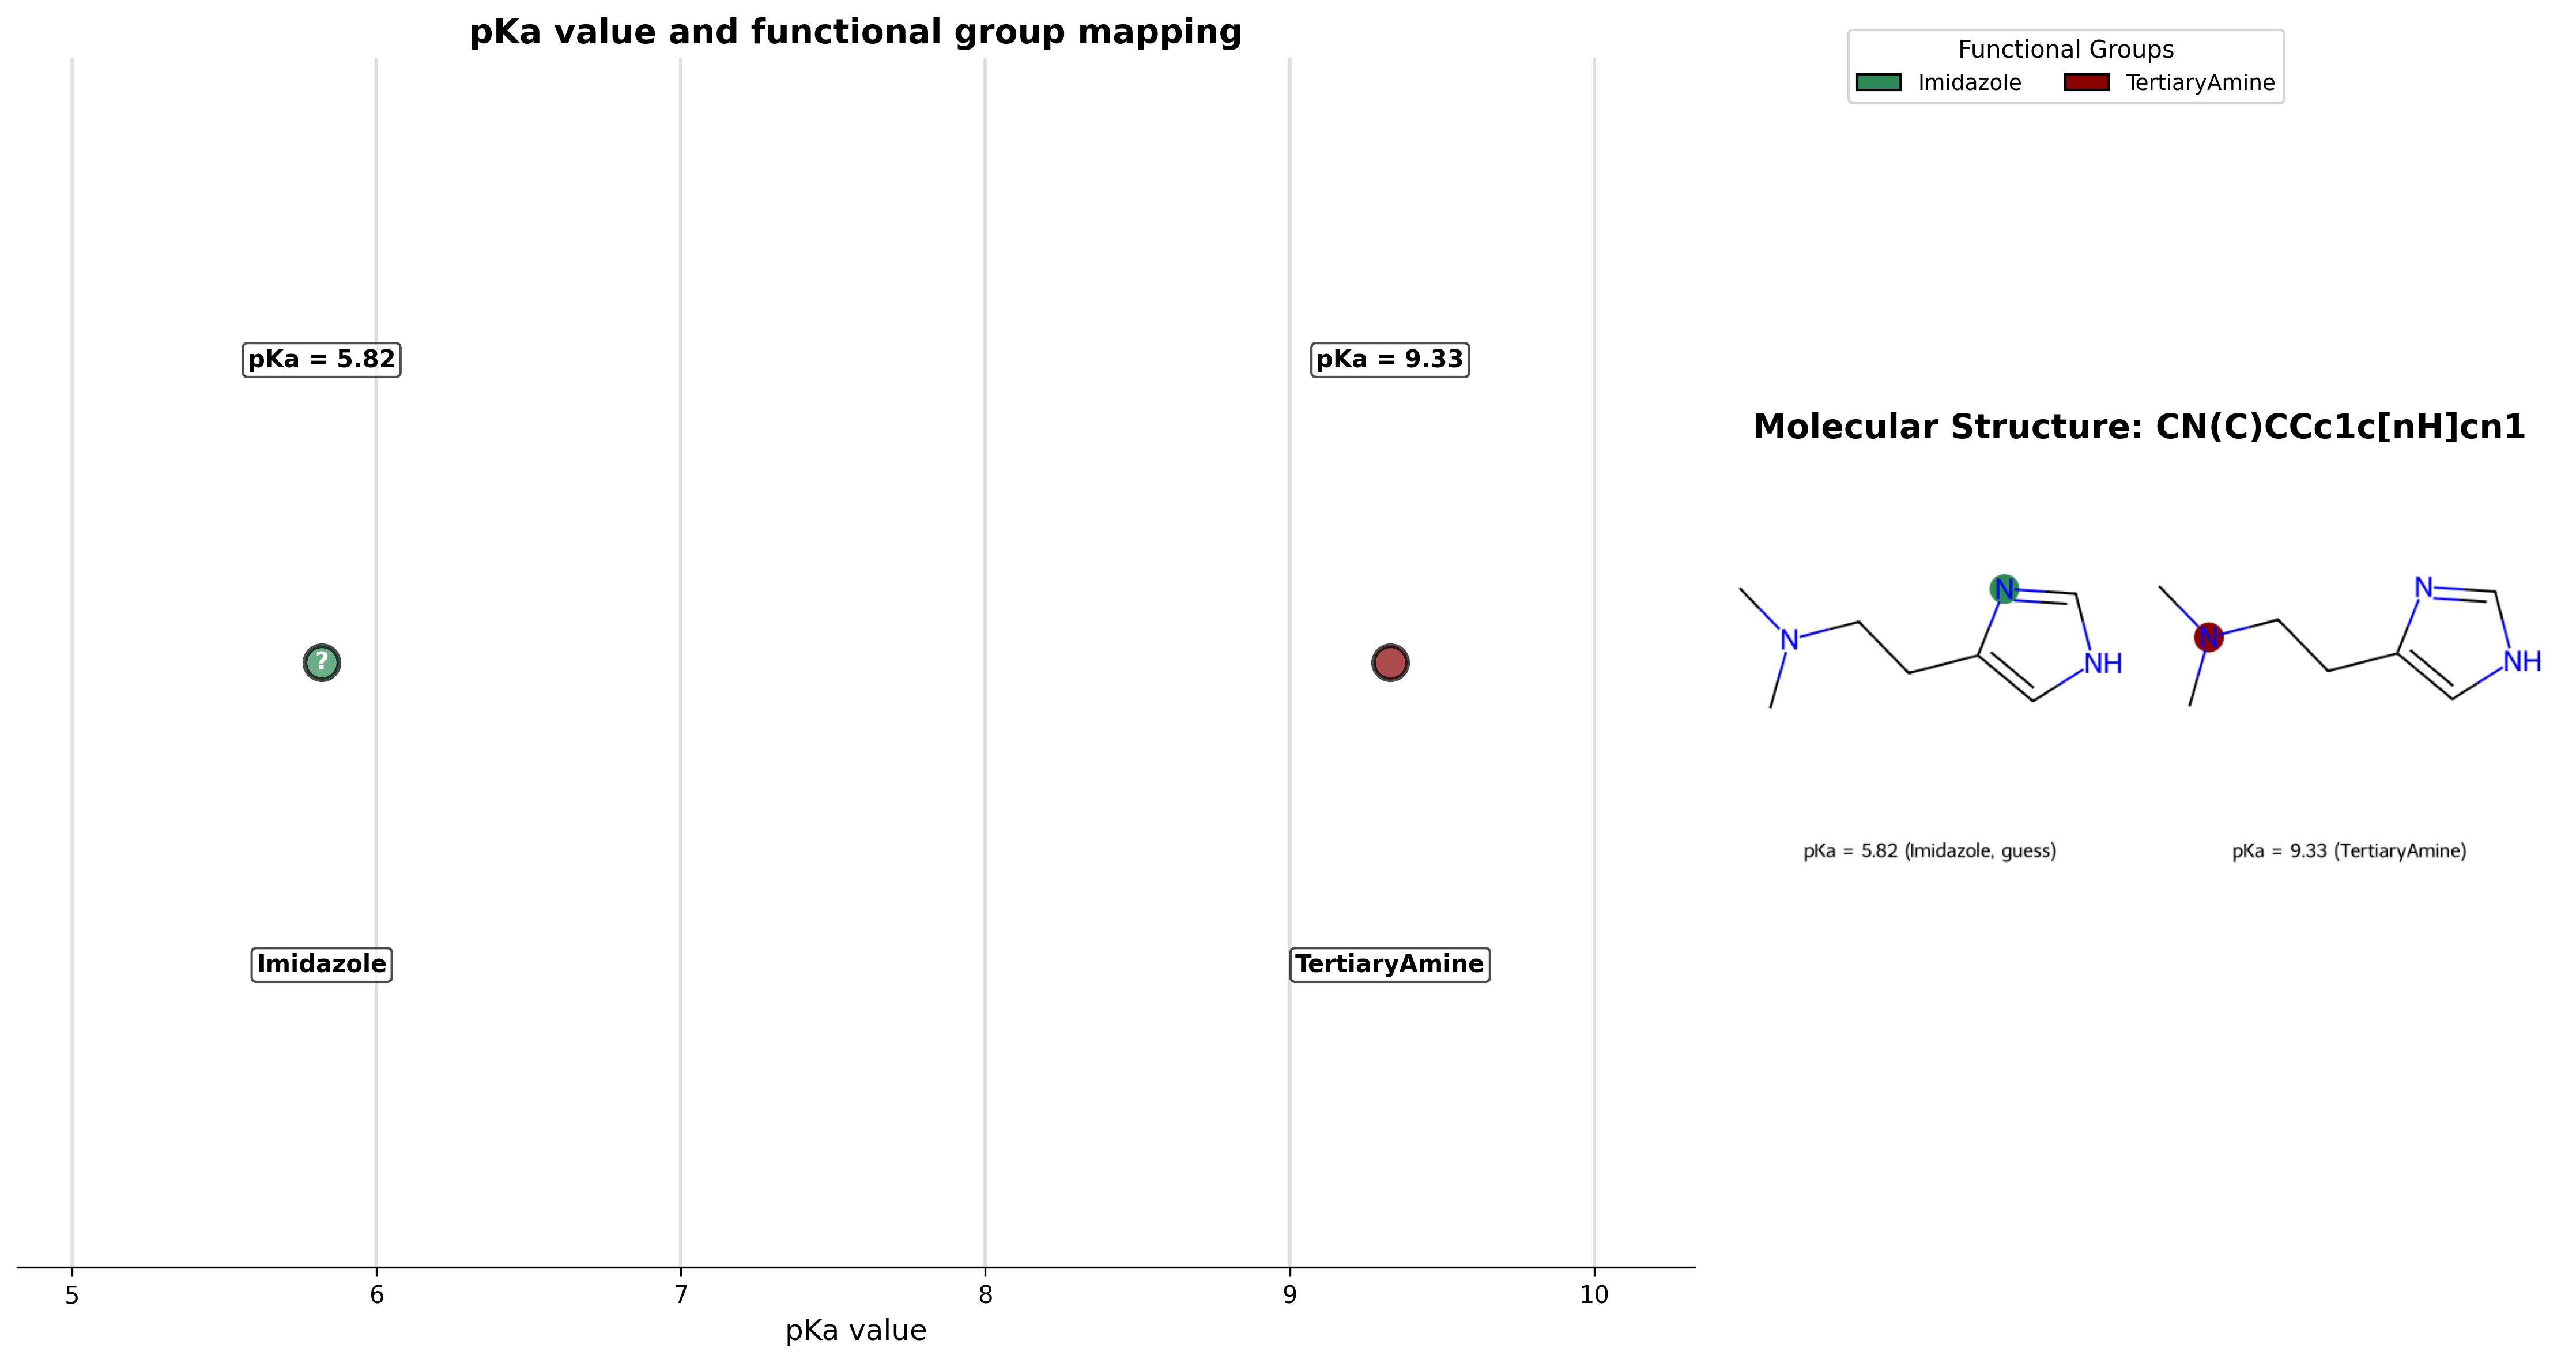 pKa value and functional group mapping
Functional Groups
Imidazole
TertiaryAmine
pKa = 5.82
pKa = 9.33
?
Imidazole
TertiaryAmine
5
6
7
8
9
10
pKa value
Molecular Structure: CN(C)CCc1c[nH]cn1
N
N
NH
N
N
NH
pKa = 5.82 (Imidazole, guess)
pKa = 9.33 (TertiaryAmine)